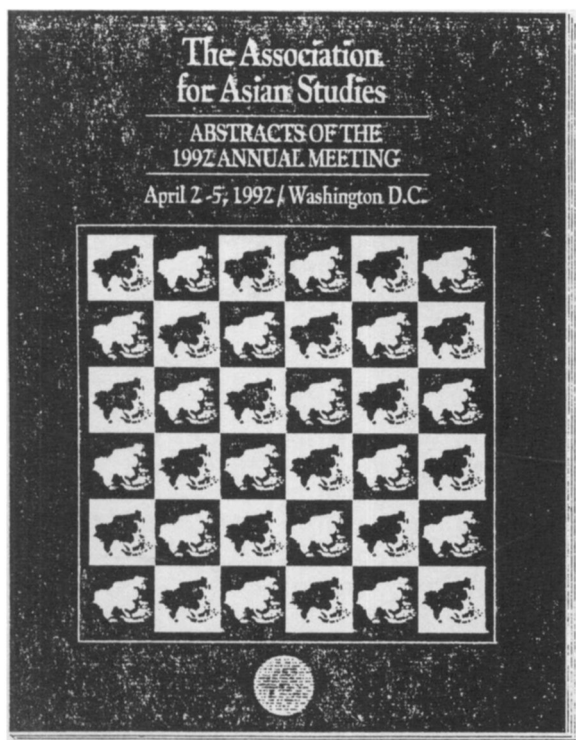 The Association
for Asian Studies
ABSTRACTS OF THE
1992 ANNUAL MEETING
April 2-5, 1992 / Washington D.C.